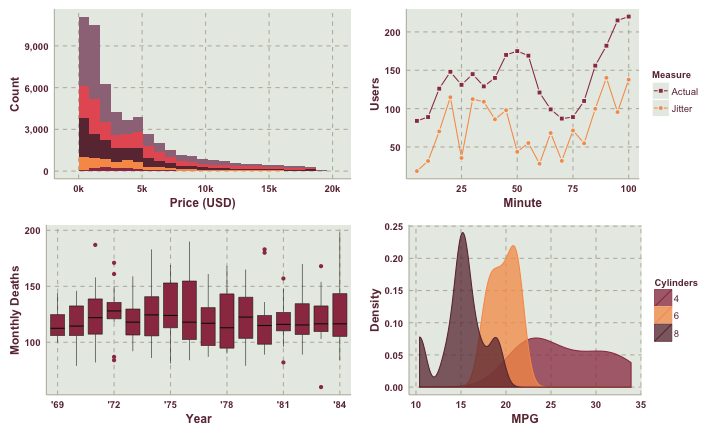 9,000
6,000
3,000
0
Count
0k 5k 10k 15k 20k
Price (USD)
200
150
100
50
Users
25 50 75 100
Minute
Measure
Actual
Jitter
200
150
100
Monthly Deaths
'69 '72 '75 '78 '81 '84
Year
0.25
0.20
0.15
0.10
0.05
0.00
Density
10 15 20 25 30 35
MPG
Cylinders
4
6
8